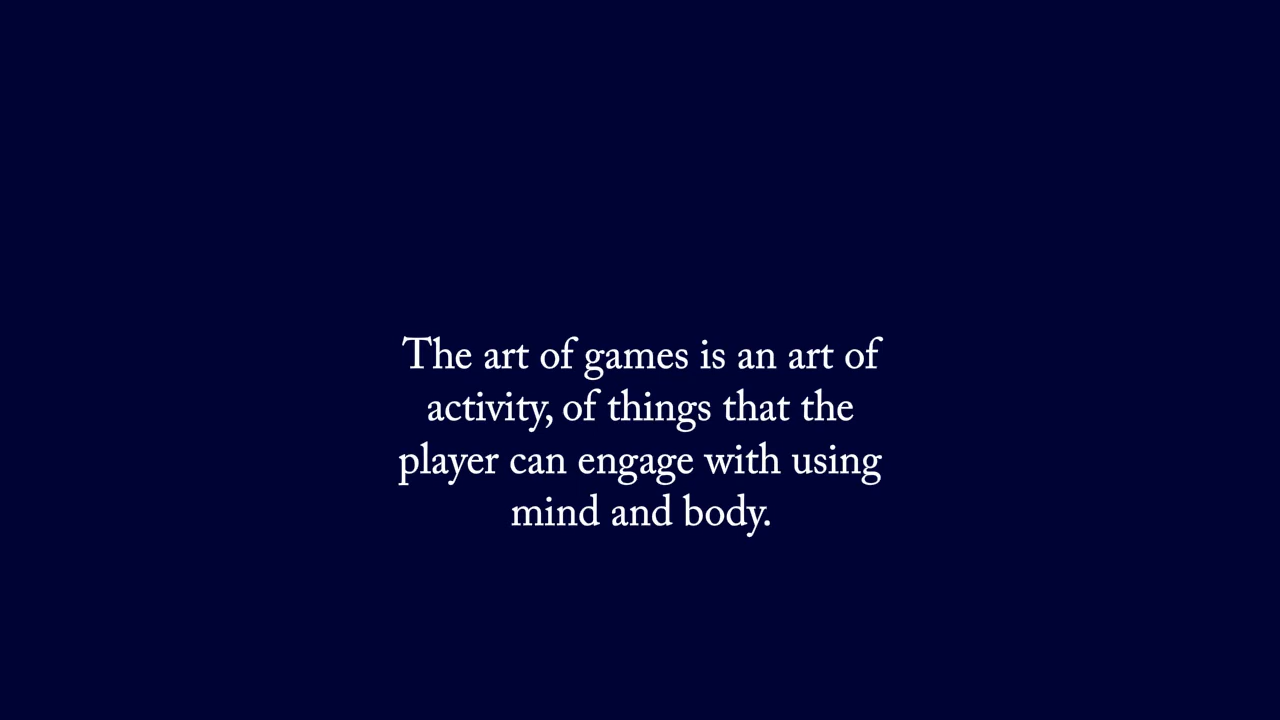 The art of games is an art of
activity, of things that the
player can engage with using
mind and body.